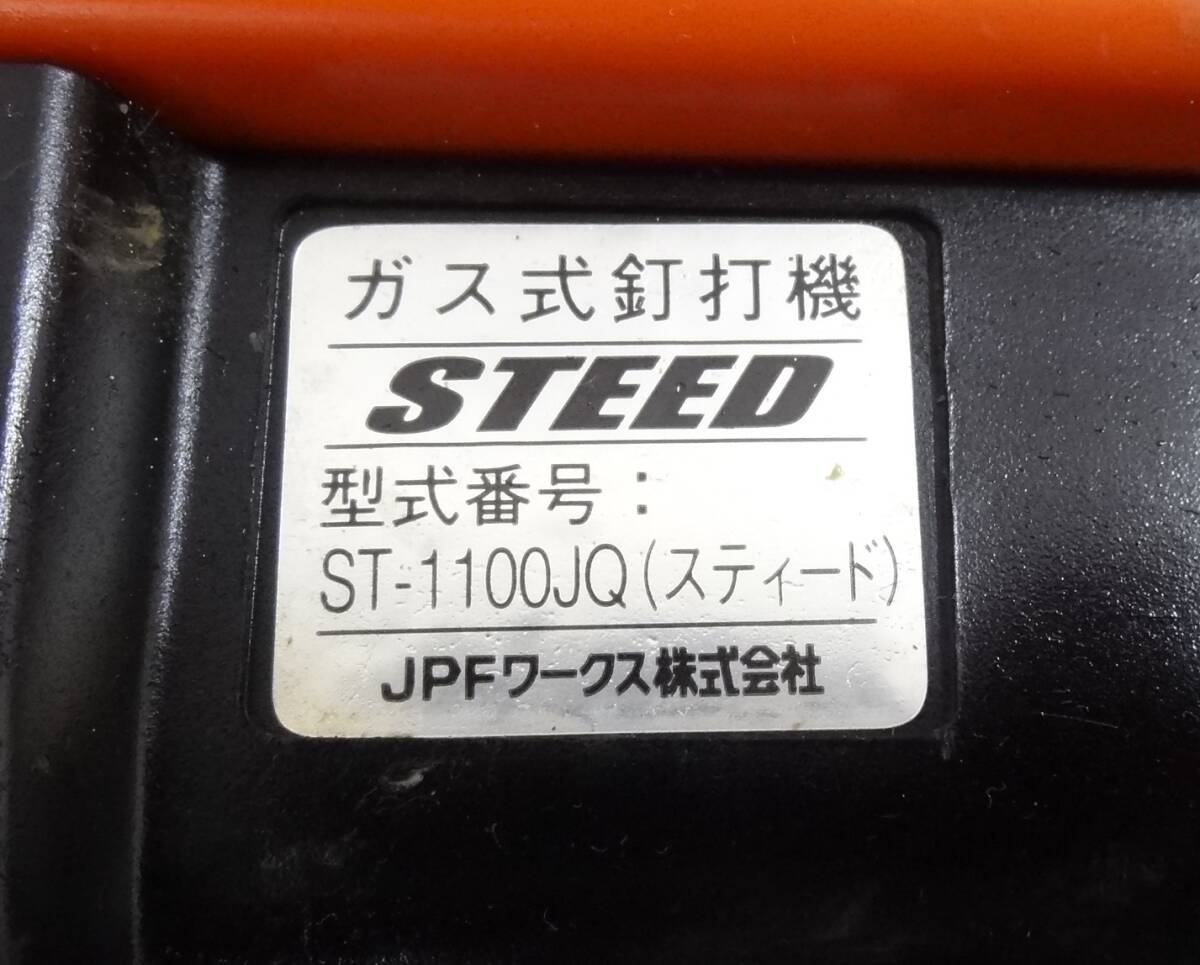 ガス式釘打機
STEED
型式番号：
ST-1100JQ(スティード)
JPFワークス株式会社